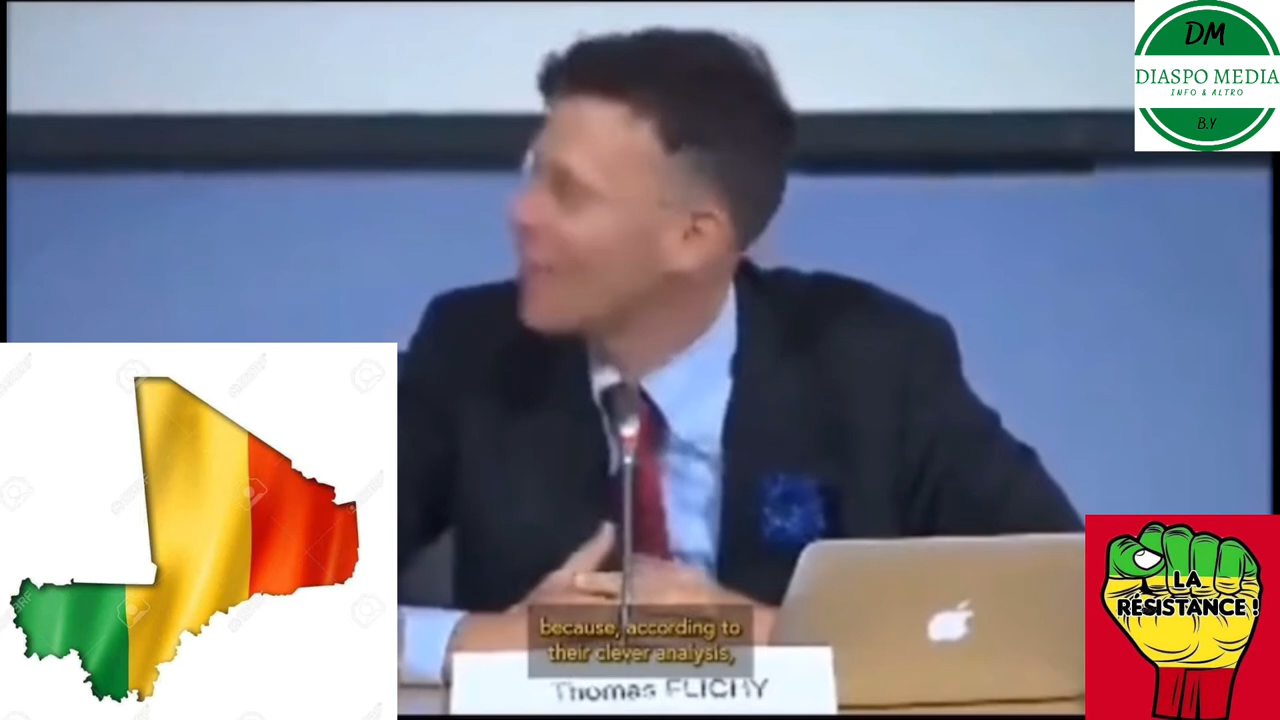 DM
DIASPO MEDIA
INFO & ALTRO
B.Y
because, according to
their clever analysis,
Thomas FLICHY
LA
RÉSISTANCE !